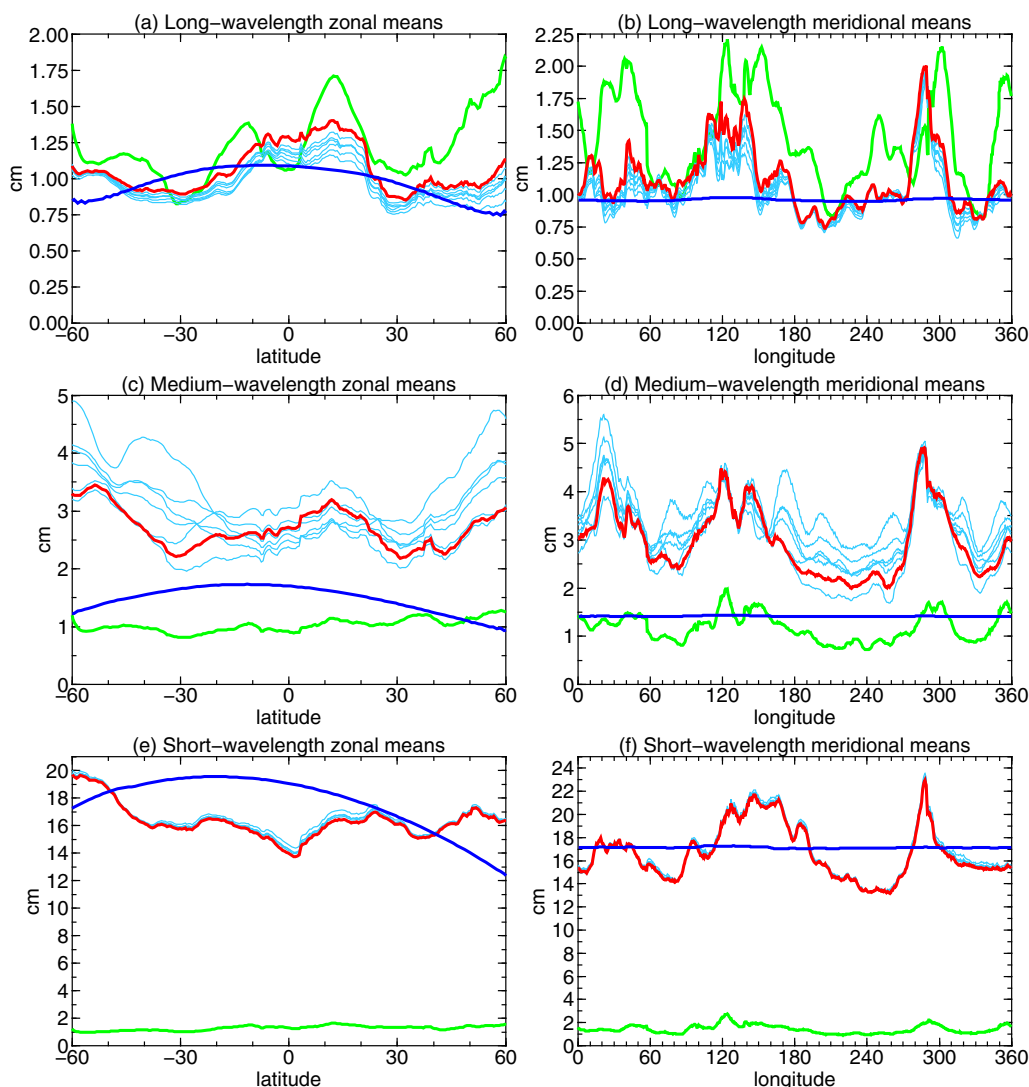 (a) Long−wavelength zonal means
2.00
1.75
1.50
1.25
1.00
0.75
0.50
0.25
0.00
cm
−60 −30 0 30 60
latitude
(b) Long−wavelength meridional means
2.25
2.00
1.75
1.50
1.25
1.00
0.75
0.50
0.25
0.00
cm
0 60 120 180 240 300 360
longitude
(c) Medium−wavelength zonal means
5
4
3
2
1
0
cm
−60 −30 0 30 60
latitude
(d) Medium−wavelength meridional means
6
5
4
3
2
1
0
cm
0 60 120 180 240 300 360
longitude
(e) Short−wavelength zonal means
20
18
16
14
12
10
8
6
4
2
0
cm
−60 −30 0 30 60
latitude
(f) Short−wavelength meridional means
24
22
20
18
16
14
12
10
8
6
4
2
0
cm
0 60 120 180 240 300 360
longitude